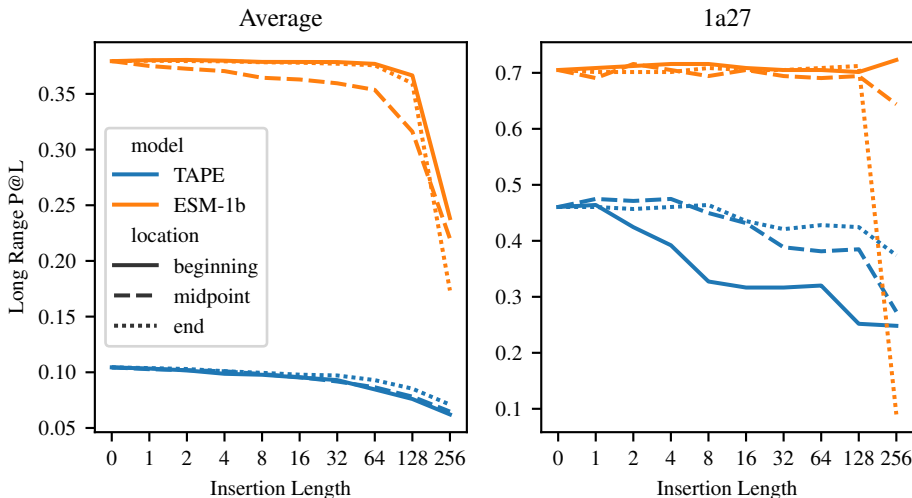 Average
1a27
Long Range P@L
0.35
0.30
0.25
0.20
0.15
0.10
0.05
model
TAPE
ESM-1b
location
beginning
midpoint
end
0 1 2 4 8 16 32 64 128 256
Insertion Length
0.7
0.6
0.5
0.4
0.3
0.2
0.1
0 1 2 4 8 16 32 64 128 256
Insertion Length